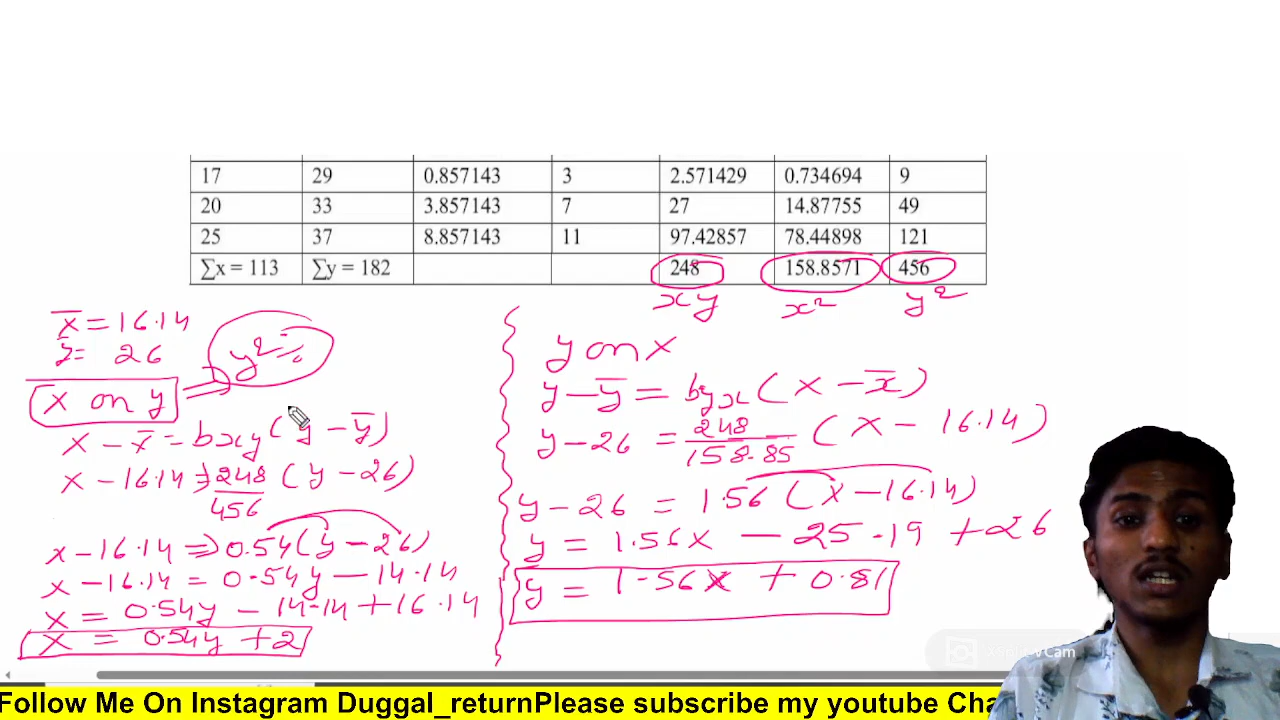 17 29 0.857143 3 2.571429 0.734694 9
20 33 3.857143 7 27 14.87755 49
25 37 8.857143 11 97.42857 78.44898 121
∑x = 113 ∑y = 182 248 158.8571 456
xy x² y²
x̅ = 16.14
y̅ = 26
y² =
x on y
x - x̅ = bxy (y - y̅)
x - 16.14 = 248/456 (y - 26)
x - 16.14 => 0.54 (y - 26)
x - 16.14 = 0.54y - 14.14
x = 0.54y - 14.14 + 16.14
x = 0.54y + 2
y on x
y - y̅ = byx (x - x̅)
y - 26 = 248/158.85 (x - 16.14)
y - 26 = 1.56 (x - 16.14)
y = 1.56x - 25.19 + 26
y = 1.56x + 0.81
Follow Me On Instagram Duggal_returnPlease subscribe my youtube Cha